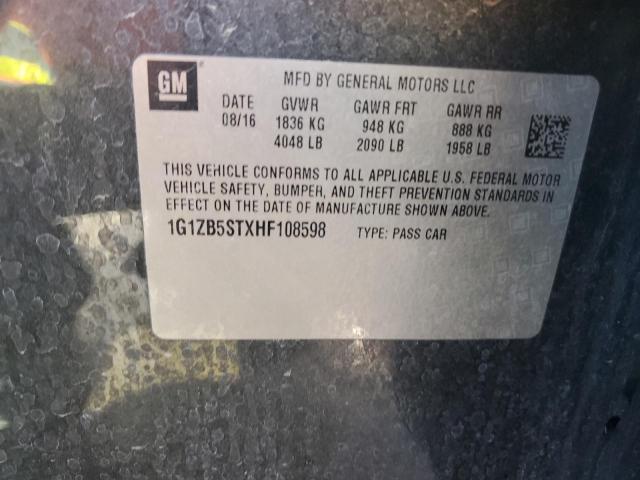 GM
MFD BY GENERAL MOTORS LLC
DATE GVWR GAWR FRT GAWR RR
08/16 1836 KG 948 KG 888 KG
4048 LB 2090 LB 1958 LB
THIS VEHICLE CONFORMS TO ALL APPLICABLE U.S. FEDERAL MOTOR
VEHICLE SAFETY, BUMPER, AND THEFT PREVENTION STANDARDS IN
EFFECT ON THE DATE OF MANUFACTURE SHOWN ABOVE.
1G1ZB5STXHF108598 TYPE: PASS CAR